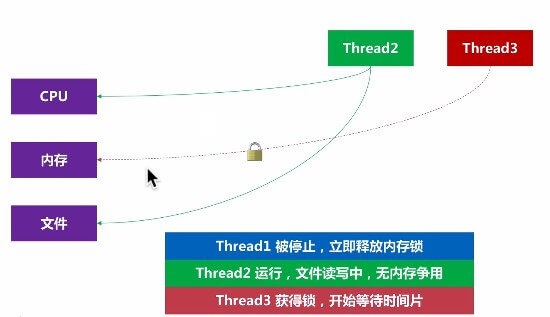 Thread2
Thread3
CPU
内存
文件
Thread1 被停止，立即释放内存锁
Thread2 运行，文件读写中，无内存争用
Thread3 获得锁，开始等待时间片